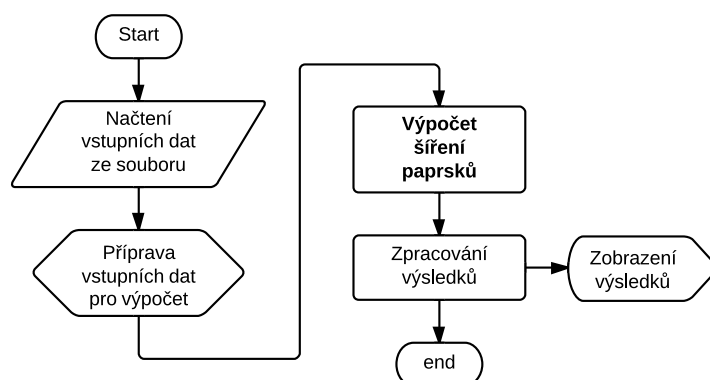 Start
Načtení
vstupních dat
ze souboru
Příprava
vstupních dat
pro výpočet
Výpočet
šíření
paprsků
Zpracování
výsledků
Zobrazení
výsledků
end